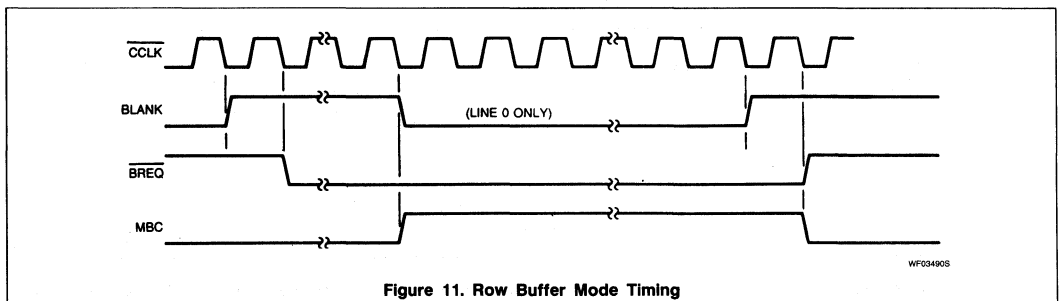 CCLK
BLANK
(LINE 0 ONLY)
BREQ
MBC
WF03490S
Figure 11. Row Buffer Mode Timing